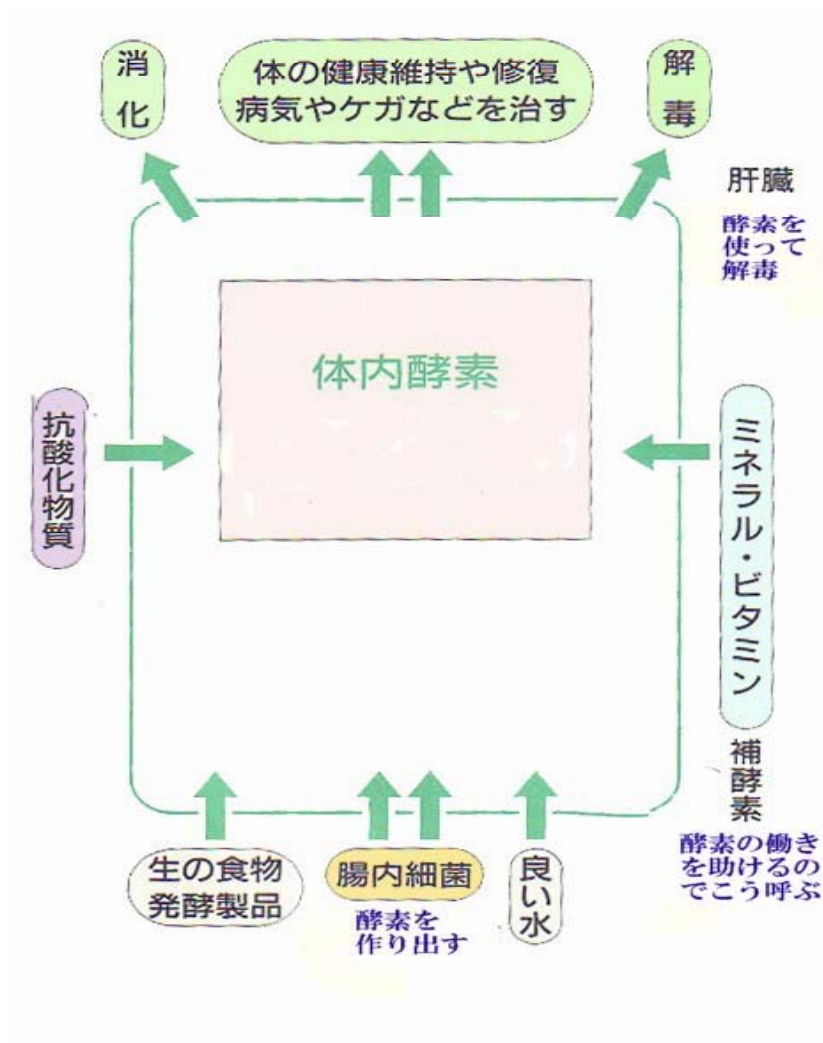 消化
体の健康維持や修復
病気やケガなどを治す
解毒
肝臓
酵素を
使って
解毒
体内酵素
抗酸化物質
ミネラル・ビタミン
補酵素
酵素の働き
を助けるの
でこう呼ぶ
生の食物
発酵製品
腸内細菌
酵素を
作り出す
良い水